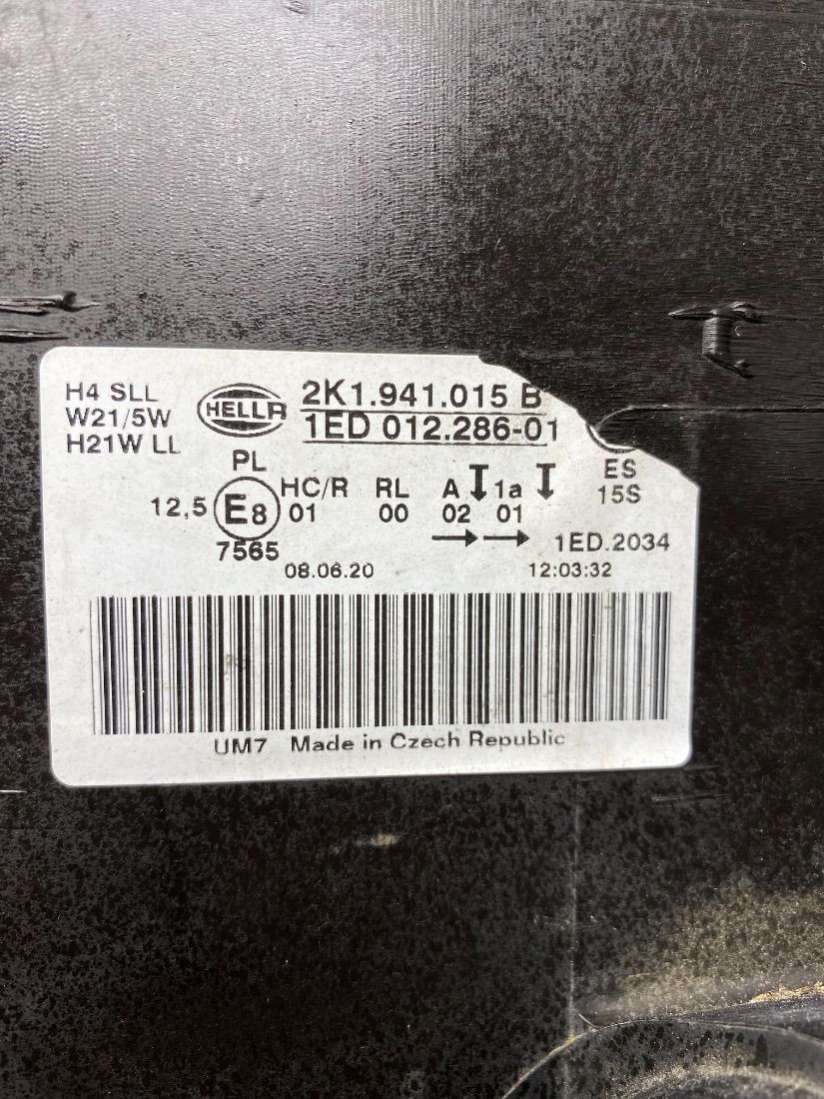 H4 SLL
W21/5W
H21W LL
HELLA
2K1.941.015 B
1ED 012.286-01
PL
12,5 E8
7565
HC/R RL A 1a
01 00 02 01
ES
15S
1ED.2034
08.06.20 12:03:32
UM7 Made in Czech Republic